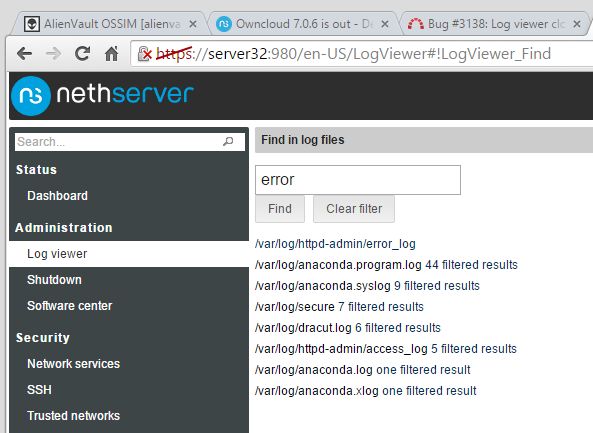 AlienVault OSSIM [alienva
Owncloud 7.0.6 is out - De
Bug #3138: Log viewer clo
https://server32:980/en-US/LogViewer#!LogViewer_Find
nethserver
Search...
Find in log files
Status
error
Dashboard
Find
Clear filter
Administration
/var/log/httpd-admin/error_log
Log viewer
/var/log/anaconda.program.log 44 filtered results
Shutdown
/var/log/anaconda.syslog 9 filtered results
Software center
/var/log/secure 7 filtered results
/var/log/dracut.log 6 filtered results
Security
/var/log/httpd-admin/access_log 5 filtered results
Network services
/var/log/anaconda.log one filtered result
SSH
/var/log/anaconda.xlog one filtered result
Trusted networks